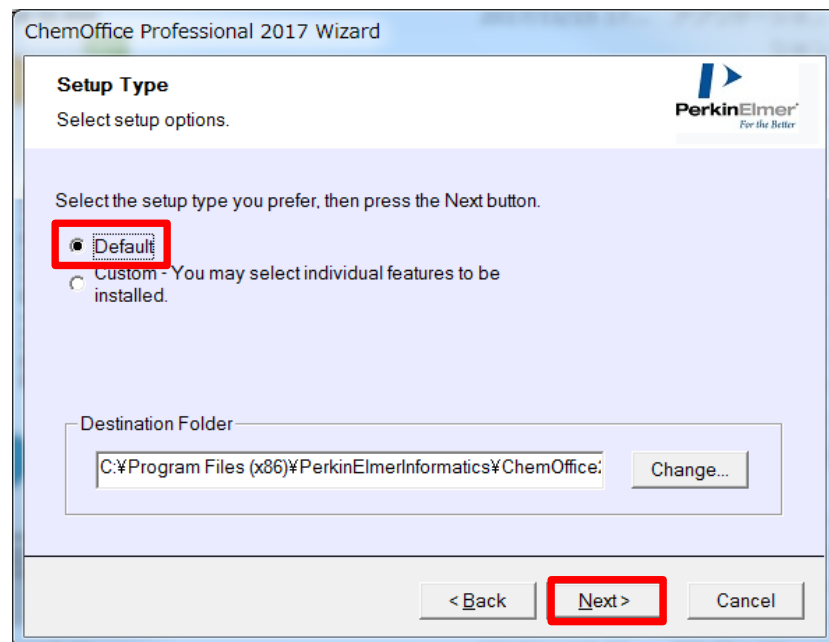 ChemOffice Professional 2017 Wizard
Setup Type
Select setup options.
PerkinElmer
For the Better
Select the setup type you prefer, then press the Next button.
Default
Custom - You may select individual features to be
installed.
Destination Folder
C:¥Program Files (x86)¥PerkinElmerInformatics¥ChemOffice
Change...
< Back
Next >
Cancel